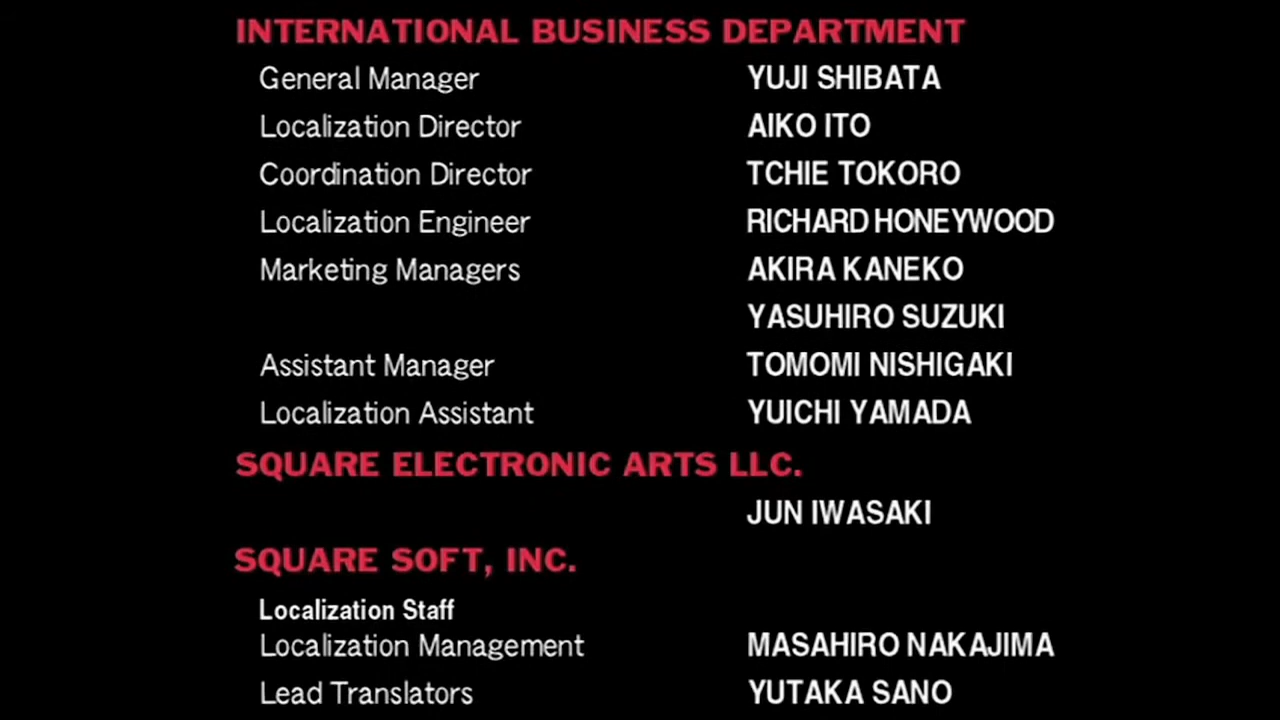 INTERNATIONAL BUSINESS DEPARTMENT
General Manager YUJI SHIBATA
Localization Director AIKO ITO
Coordination Director TCHIE TOKORO
Localization Engineer RICHARD HONEYWOOD
Marketing Managers AKIRA KANEKO
YASUHIRO SUZUKI
Assistant Manager TOMOMI NISHIGAKI
Localization Assistant YUICHI YAMADA
SQUARE ELECTRONIC ARTS LLC.
JUN IWASAKI
SQUARE SOFT, INC.
Localization Staff
Localization Management MASAHIRO NAKAJIMA
Lead Translators YUTAKA SANO